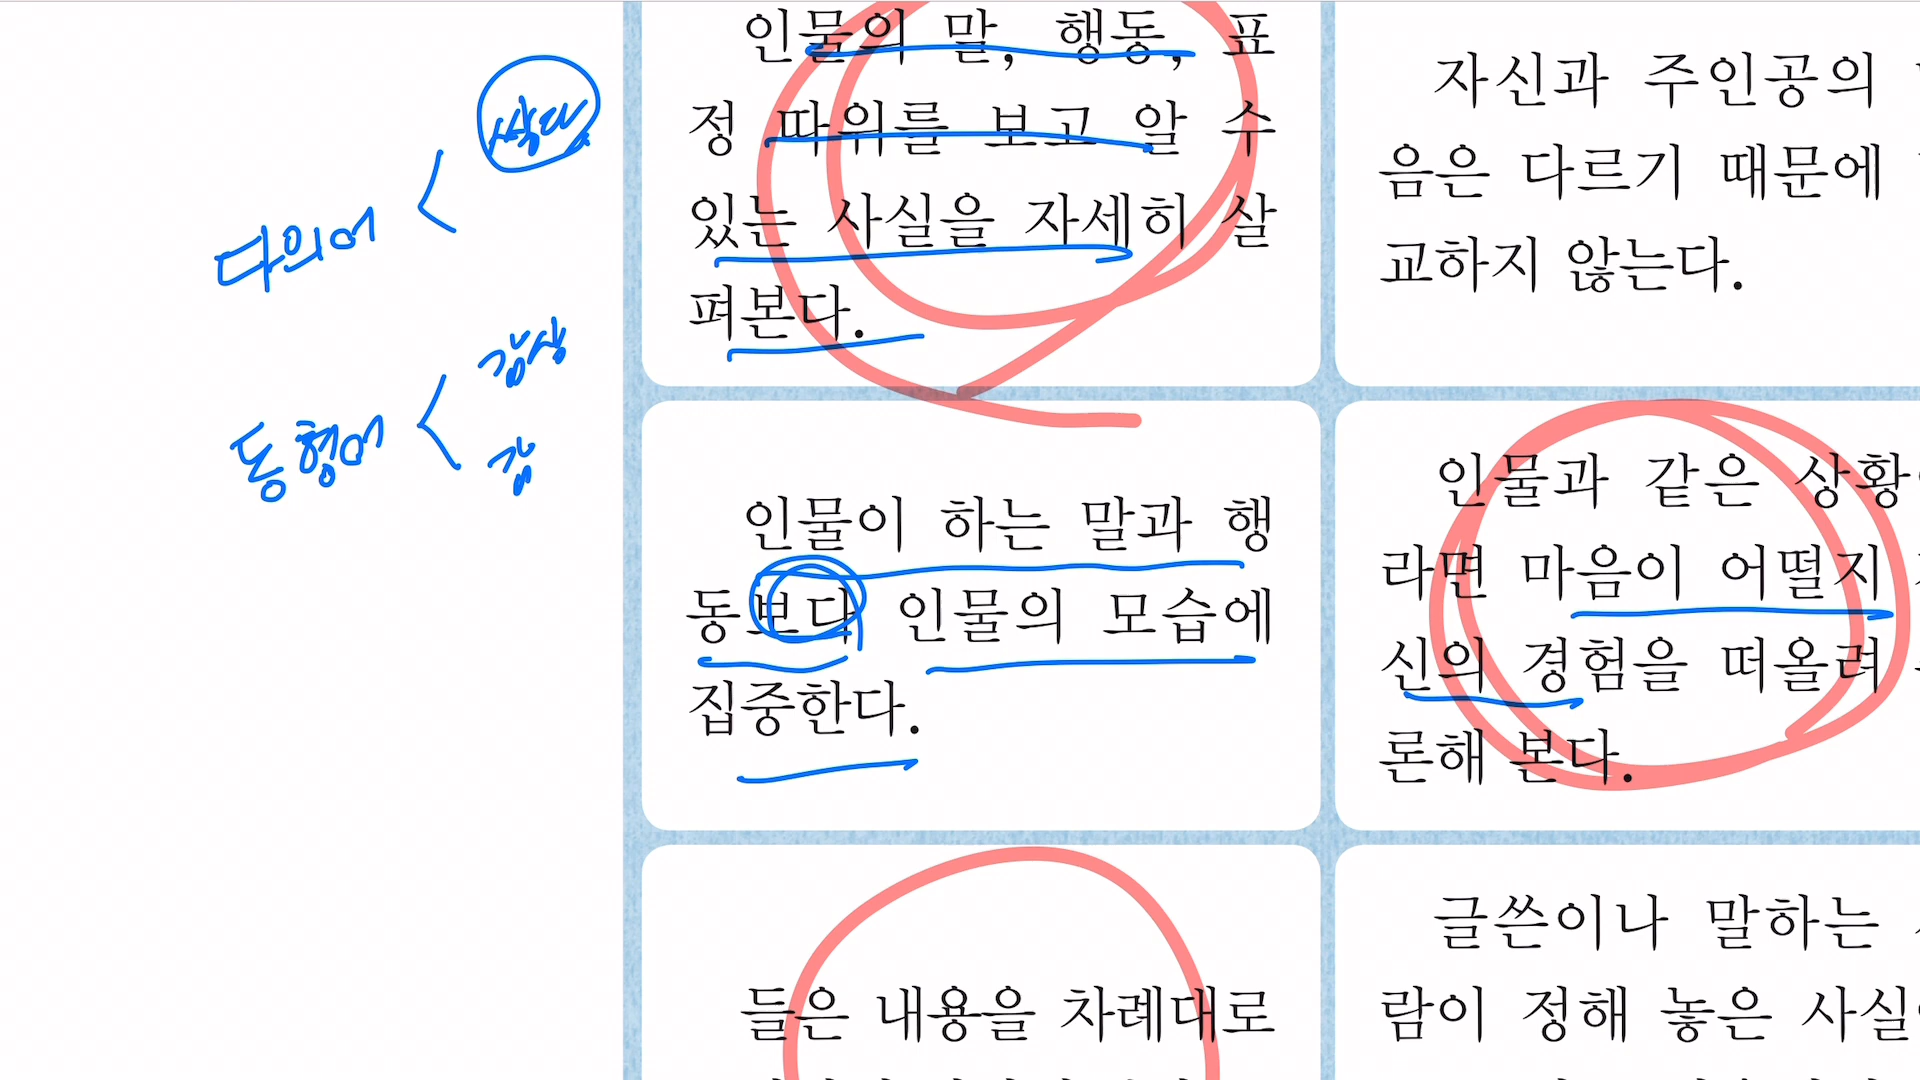 다의어
동형어
감상
감
인물의 말, 행동, 표
정 따위를 보고 알 수
있는 사실을 자세히 살
펴본다.
자신과 주인공의
음은 다르기 때문에
교하지 않는다.
인물이 하는 말과 행
동보다 인물의 모습에
집중한다.
인물과 같은 상황
라면 마음이 어떨지
신의 경험을 떠올려
론해 본다.
들은 내용을 차례대로
글쓴이나 말하는
람이 정해 놓은 사실